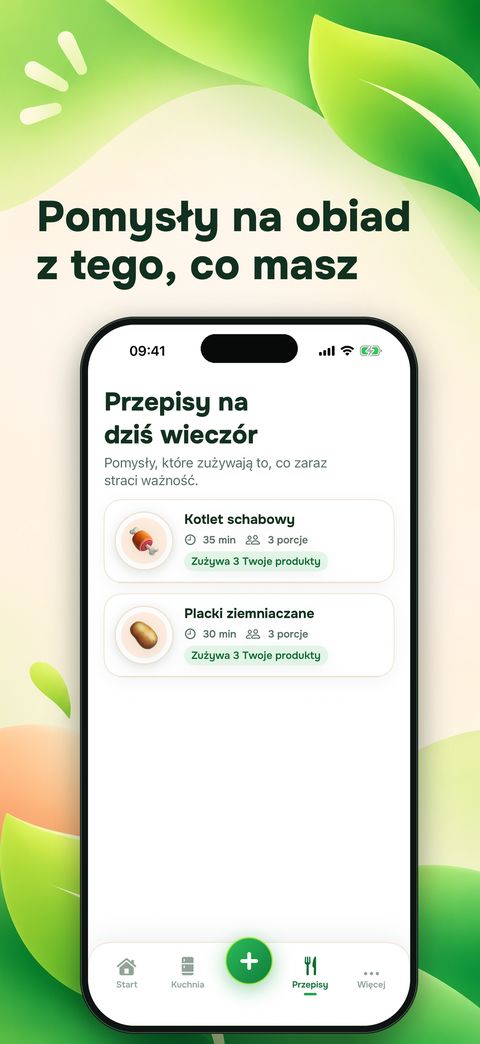 Pomysły na obiad
z tego, co masz
09:41
Przepisy na
dziś wieczór
Pomysły, które zużywają to, co zaraz
straci ważność.
Kotlet schabowy
35 min 3 porcje
Zużywa 3 Twoje produkty
Placki ziemniaczane
30 min 3 porcje
Zużywa 3 Twoje produkty
Start Kuchnia Przepisy Więcej